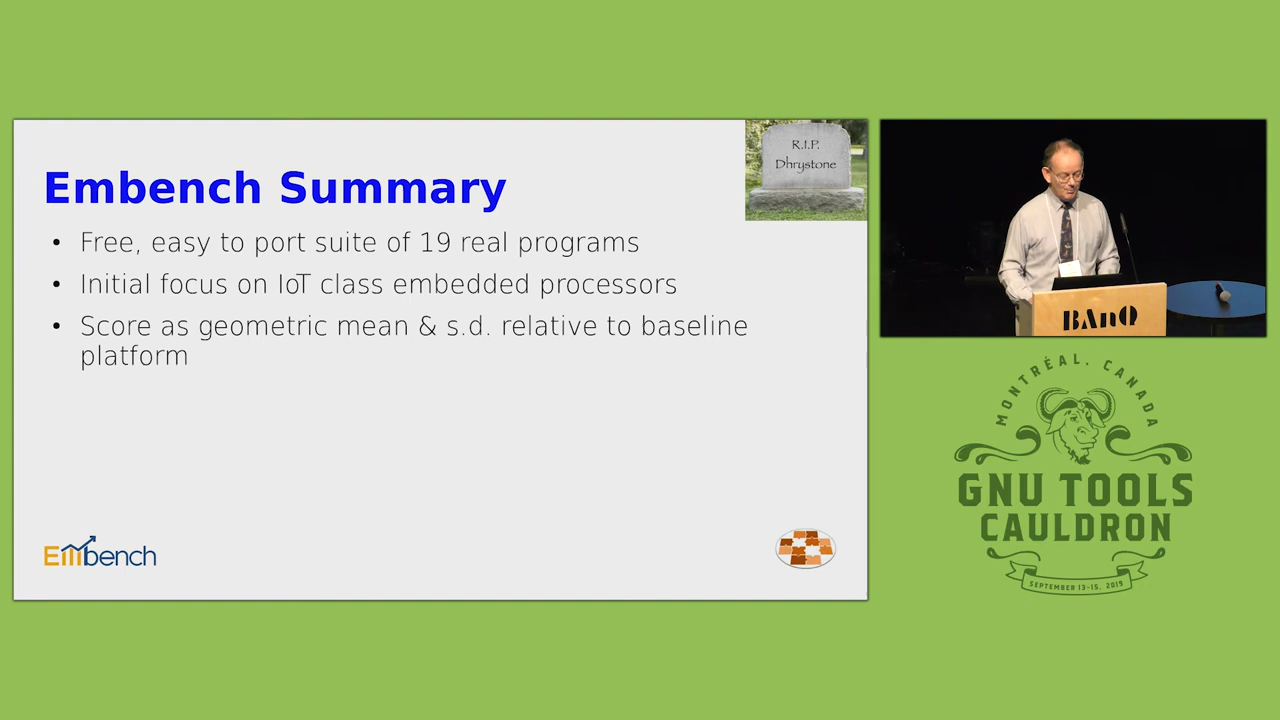 Embench Summary
R.I.P.
Dhrystone
• Free, easy to port suite of 19 real programs
• Initial focus on IoT class embedded processors
• Score as geometric mean & s.d. relative to baseline
platform
Embench
BAnQ
MONTRÉAL, CANADA
GNU TOOLS
CAULDRON
SEPTEMBER 13-15, 2019